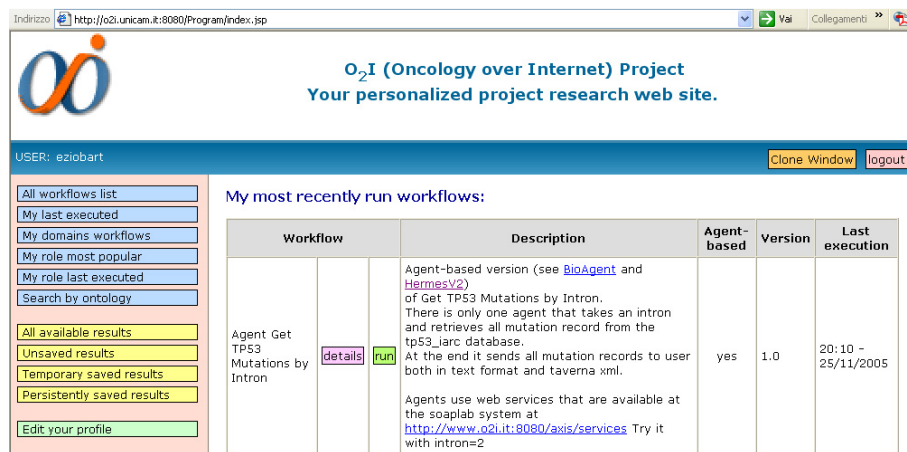 Indirizzo http://o2i.unicam.it:8080/Program/index.jsp Vai Collegamenti »
O2I (Oncology over Internet) Project
Your personalized project research web site.
USER: eziobart Clone Window logout
All workflows list
My last executed
My domains workflows
My role most popular
My role last executed
Search by ontology
All available results
Unsaved results
Temporary saved results
Persistently saved results
Edit your profile
My most recently run workflows:
Workflow Description Agent-based Version Last execution
Agent Get
TP53
Mutations by
Intron
details run
Agent-based version (see BioAgent and
HermesV2)
of Get TP53 Mutations by Intron.
There is only one agent that takes an intron
and retrieves all mutation record from the
tp53_iarc database.
At the end it sends all mutation records to user
both in text format and taverna xml.
Agents use web services that are available at
the soaplab system at
http://www.o2i.it:8080/axis/services Try it
with intron=2
yes
1.0
20:10 -
25/11/2005